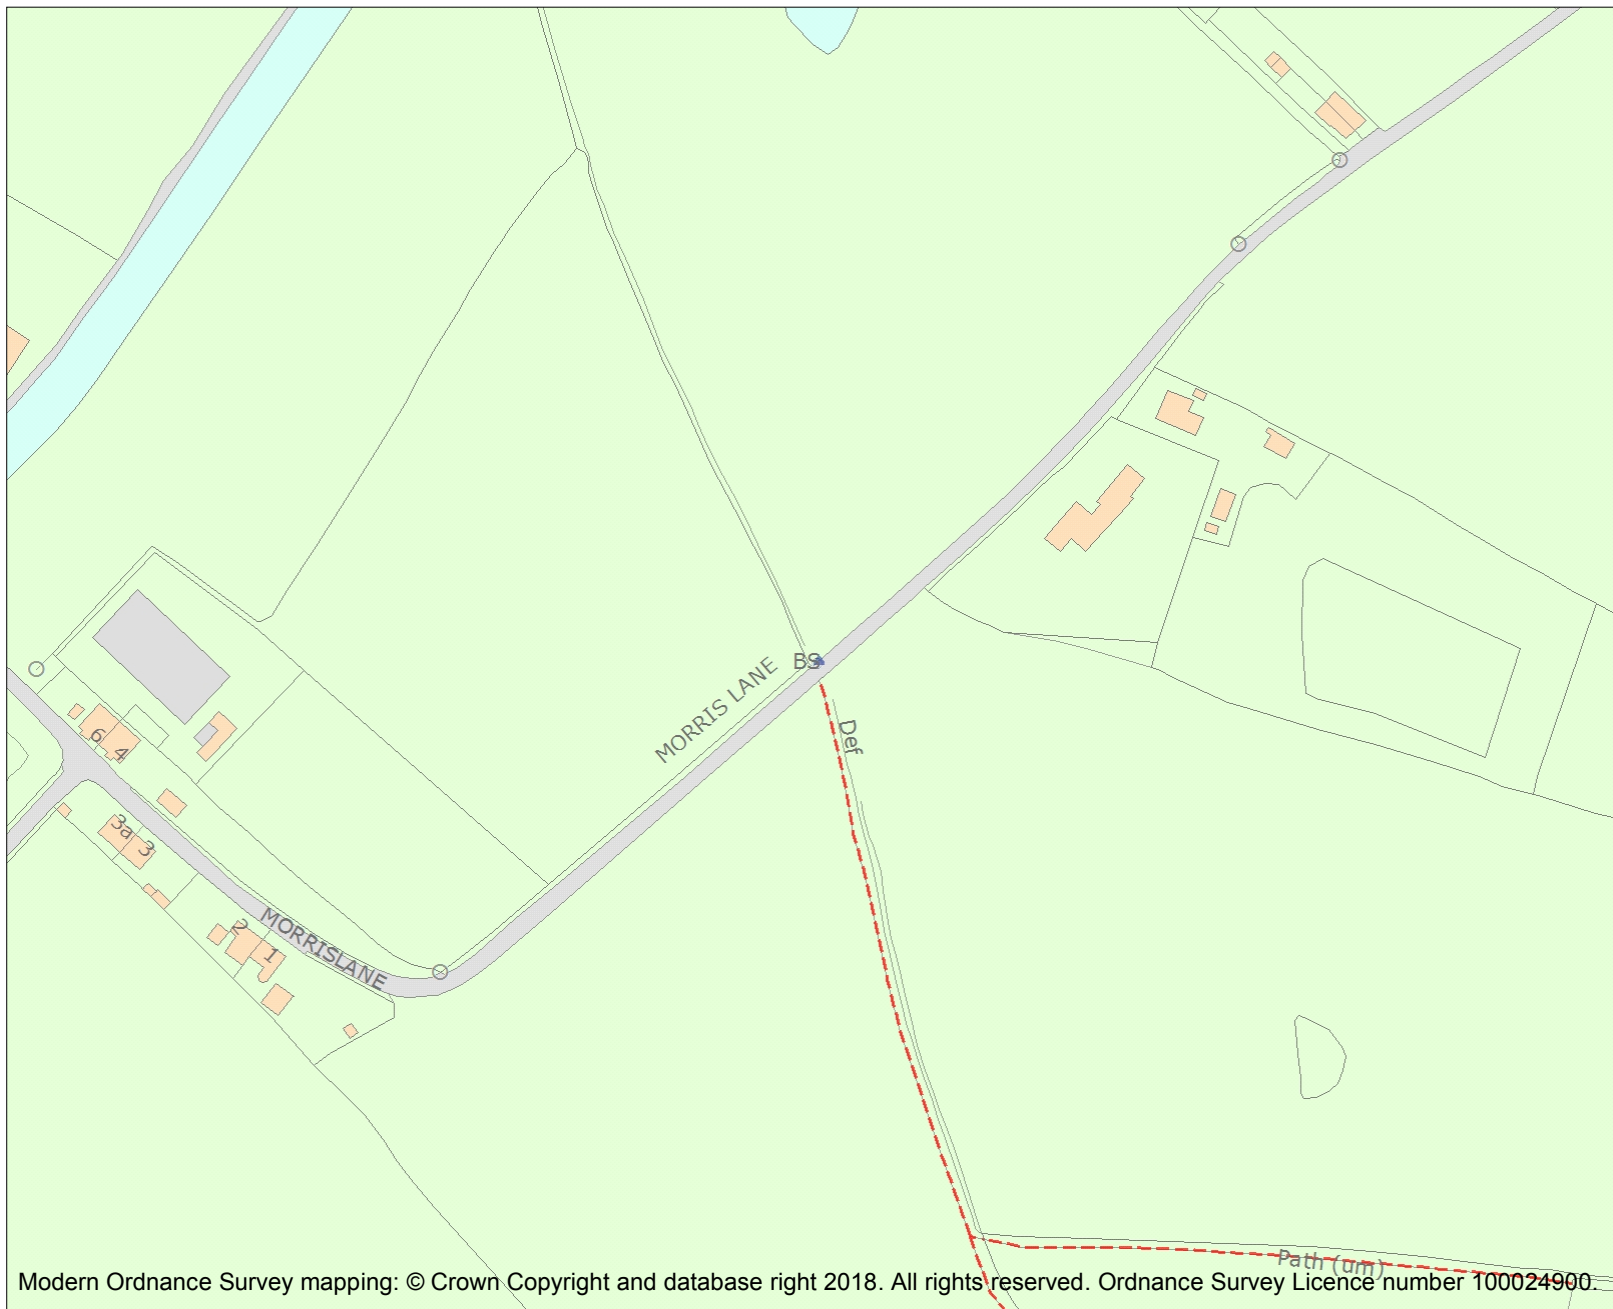 BS
MORRIS LANE
Def
6
4
3a
3
2
1
MORRISLANE
Path (um)
Modern Ordnance Survey mapping: © Crown Copyright and database right 2018. All rights reserved. Ordnance Survey Licence number 100024900.